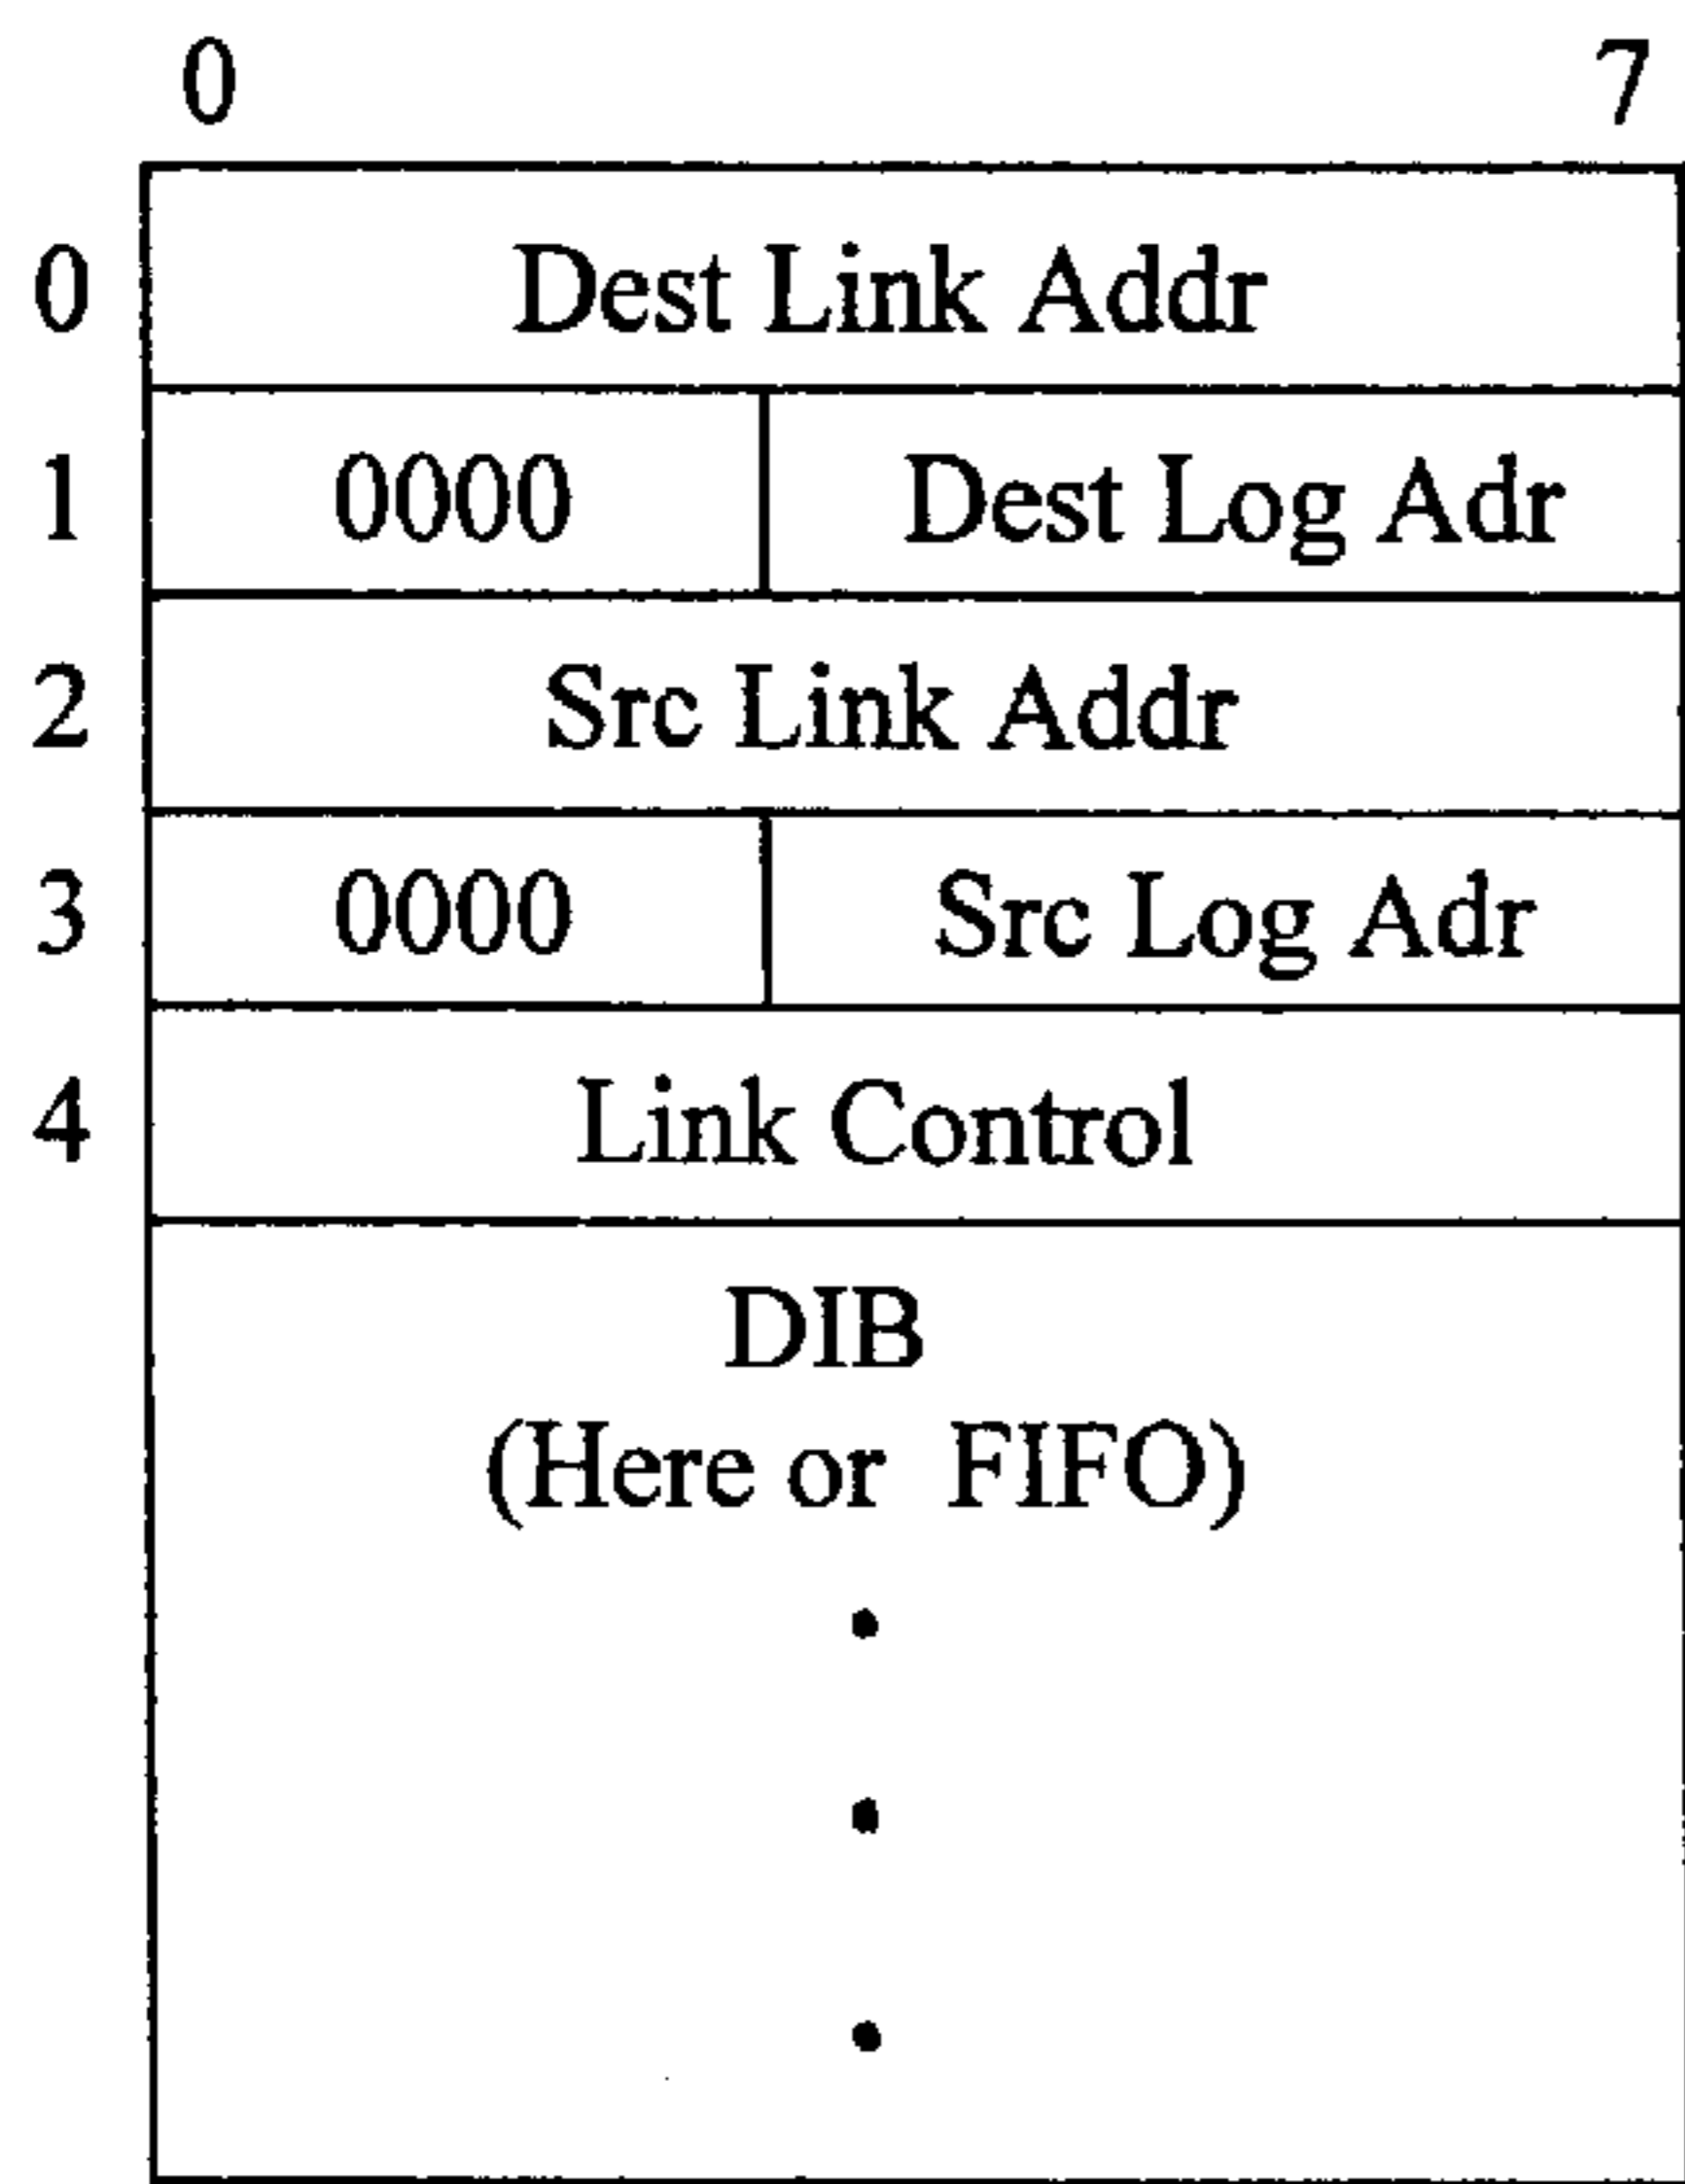 0 7
0 Dest Link Addr
1 0000 Dest Log Adr
2 Src Link Addr
3 0000 Src Log Adr
4 Link Control
DIB
(Here or FIFO)